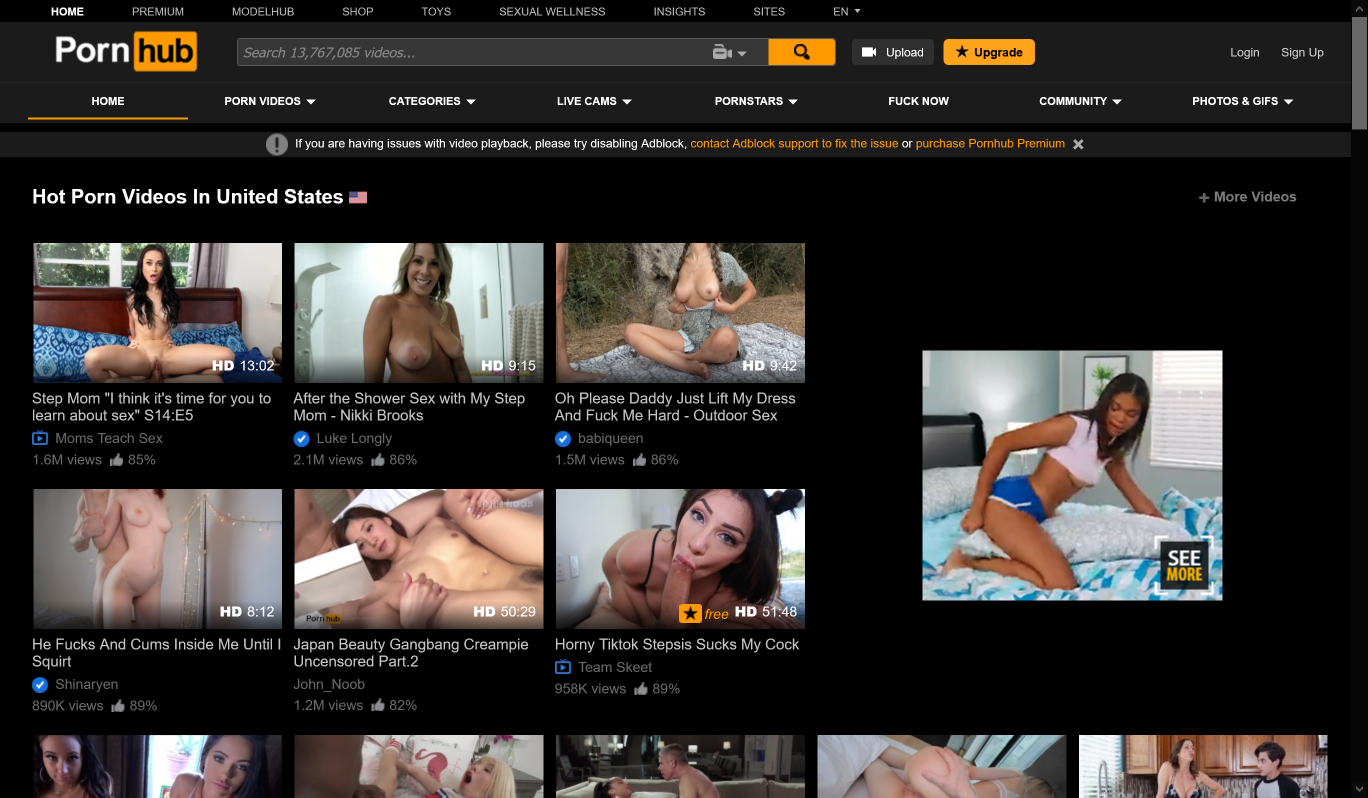 HOME PREMIUM MODELHUB SHOP TOYS SEXUAL WELLNESS INSIGHTS SITES EN
Porn hub
Search 13,767,085 videos...
Upload
Upgrade
Login Sign Up
HOME PORN VIDEOS CATEGORIES LIVE CAMS PORNSTARS FUCK NOW COMMUNITY PHOTOS & GIFS
If you are having issues with video playback, please try disabling Adblock, contact Adblock support to fix the issue or purchase Pornhub Premium
Hot Porn Videos In United States
+ More Videos
HD 13:02
Step Mom "I think it's time for you to
learn about sex" S14:E5
Moms Teach Sex
1.6M views 85%
HD 9:15
After the Shower Sex with My Step
Mom - Nikki Brooks
Luke Longly
2.1M views 86%
HD 9:42
Oh Please Daddy Just Lift My Dress
And Fuck Me Hard - Outdoor Sex
babiqueen
1.5M views 86%
SEE
MORE
HD 8:12
He Fucks And Cums Inside Me Until I
Squirt
Shinaryen
890K views 89%
Porn hub
HD 50:29
Japan Beauty Gangbang Creampie
Uncensored Part.2
John_Noob
1.2M views 82%
free HD 51:48
Horny Tiktok Stepsis Sucks My Cock
Team Skeet
958K views 89%